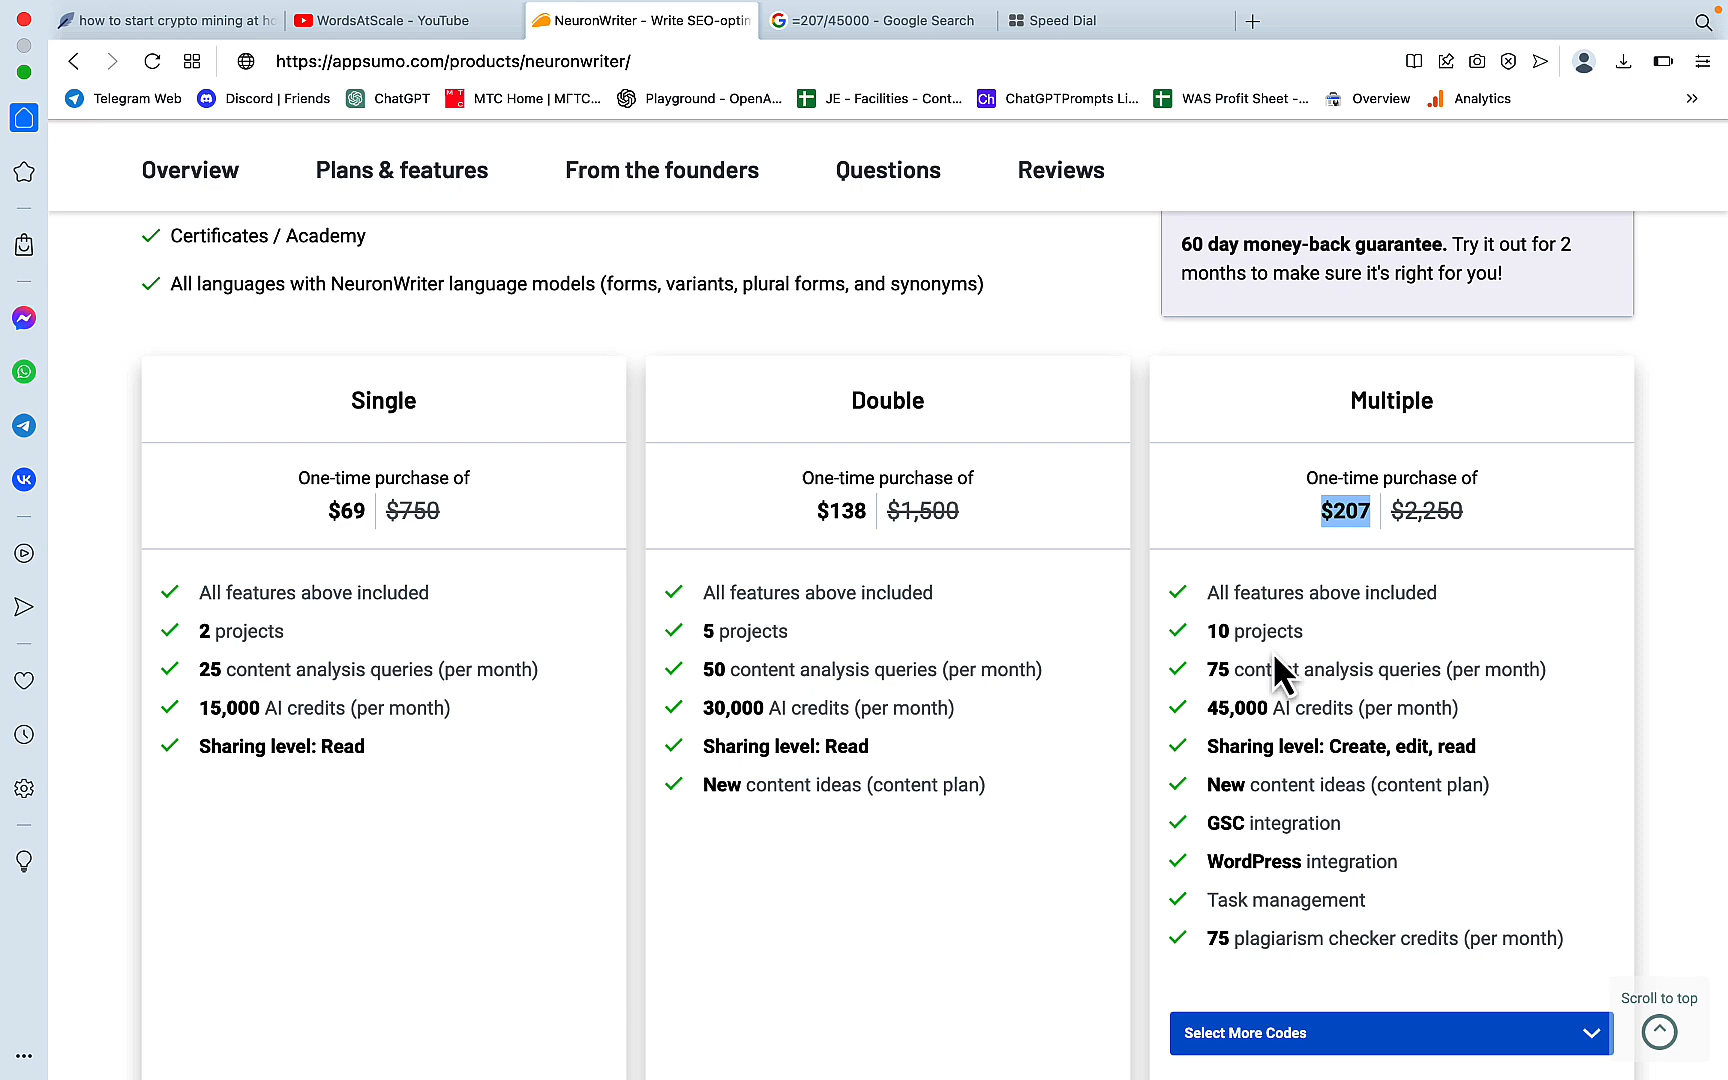 how to start crypto mining at ho
WordsAtScale - YouTube
NeuronWriter - Write SEO-optim
=207/45000 - Google Search
Speed Dial
https://appsumo.com/products/neuronwriter/
Telegram Web
Discord | Friends
ChatGPT
МТС Home | МГТС...
Playground - OpenA...
JE - Facilities - Cont...
Ch
ChatGPTPrompts Li...
WAS Profit Sheet -...
Overview
Analytics
Overview
Plans & features
From the founders
Questions
Reviews
Certificates / Academy
All languages with NeuronWriter language models (forms, variants, plural forms, and synonyms)
60 day money-back guarantee. Try it out for 2
months to make sure it's right for you!
Single
One-time purchase of
$69 $750
All features above included
2 projects
25 content analysis queries (per month)
15,000 AI credits (per month)
Sharing level: Read
Double
One-time purchase of
$138 $1,500
All features above included
5 projects
50 content analysis queries (per month)
30,000 AI credits (per month)
Sharing level: Read
New content ideas (content plan)
Multiple
One-time purchase of
$207 $2,250
All features above included
10 projects
75 content analysis queries (per month)
45,000 AI credits (per month)
Sharing level: Create, edit, read
New content ideas (content plan)
GSC integration
WordPress integration
Task management
75 plagiarism checker credits (per month)
Select More Codes
Scroll to top